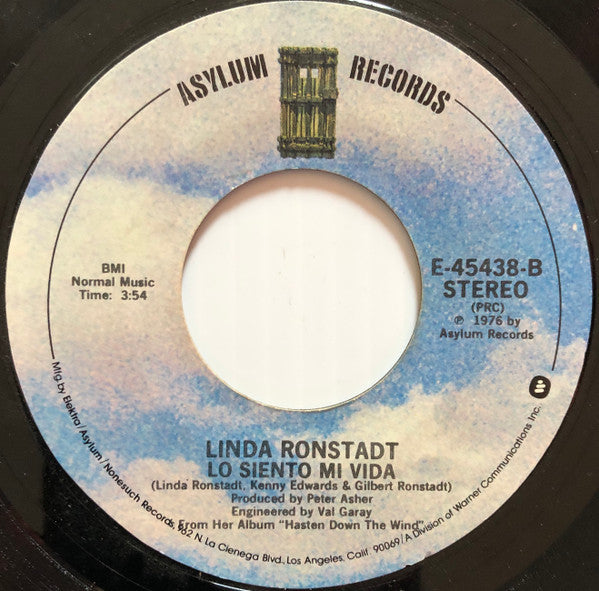 ASYLUM RECORDS
BMI
Normal Music
Time: 3:54
E-45438-B
STEREO
(PRC)
℗ 1976 by
Asylum Records
LINDA RONSTADT
LO SIENTO MI VIDA
(Linda Ronstadt, Kenny Edwards & Gilbert Ronstadt)
Produced by Peter Asher
Engineered by Val Garay
From Her Album "Hasten Down The Wind"
Mfg. by Elektra/Asylum/Nonesuch Records, 962 N. La Cienega Blvd., Los Angeles, Calif. 90069/A Division of Warner Communications Inc.